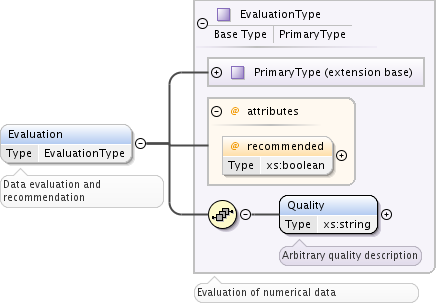 EvaluationType
Base Type PrimaryType
PrimaryType (extension base)
@ attributes
@ recommended
Type xs:boolean
Evaluation
Type EvaluationType
Data evaluation and
recommendation
Quality
Type xs:string
Arbitrary quality description
Evaluation of numerical data